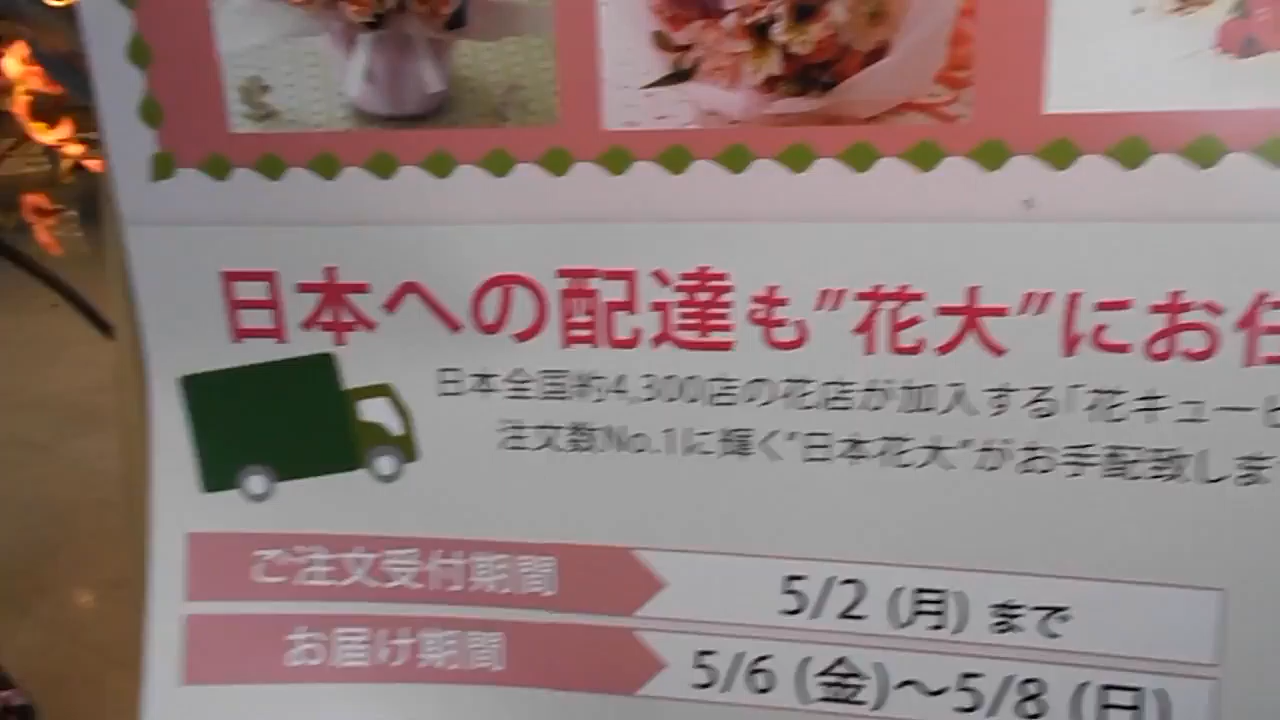 日本への配達も"花大"にお任
日本全国約4,300店の花店が加入する「花キュー
注文数No.1に輝く"日本花大"がお手配致しま
ご注文受付期間
5/2 (月) まで
お届け期間
5/6 (金)～5/8 (日)